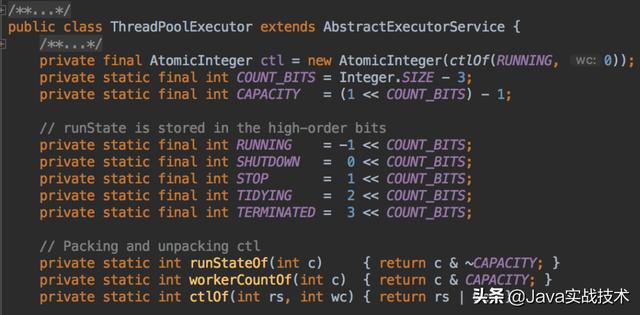 /**...*/
public class ThreadPoolExecutor extends AbstractExecutorService {
/**...*/
private final AtomicInteger ctl = new AtomicInteger(ctlOf(RUNNING, wc: 0));
private static final int COUNT_BITS = Integer.SIZE - 3;
private static final int CAPACITY = (1 << COUNT_BITS) - 1;
// runState is stored in the high-order bits
private static final int RUNNING = -1 << COUNT_BITS;
private static final int SHUTDOWN = 0 << COUNT_BITS;
private static final int STOP = 1 << COUNT_BITS;
private static final int TIDYING = 2 << COUNT_BITS;
private static final int TERMINATED = 3 << COUNT_BITS;
// Packing and unpacking ctl
private static int runStateOf(int c) { return c & ~CAPACITY; }
private static int workerCountOf(int c) { return c & CAPACITY; }
private static int ctlOf(int rs, int wc) { return rs |
头条@Java实战技术